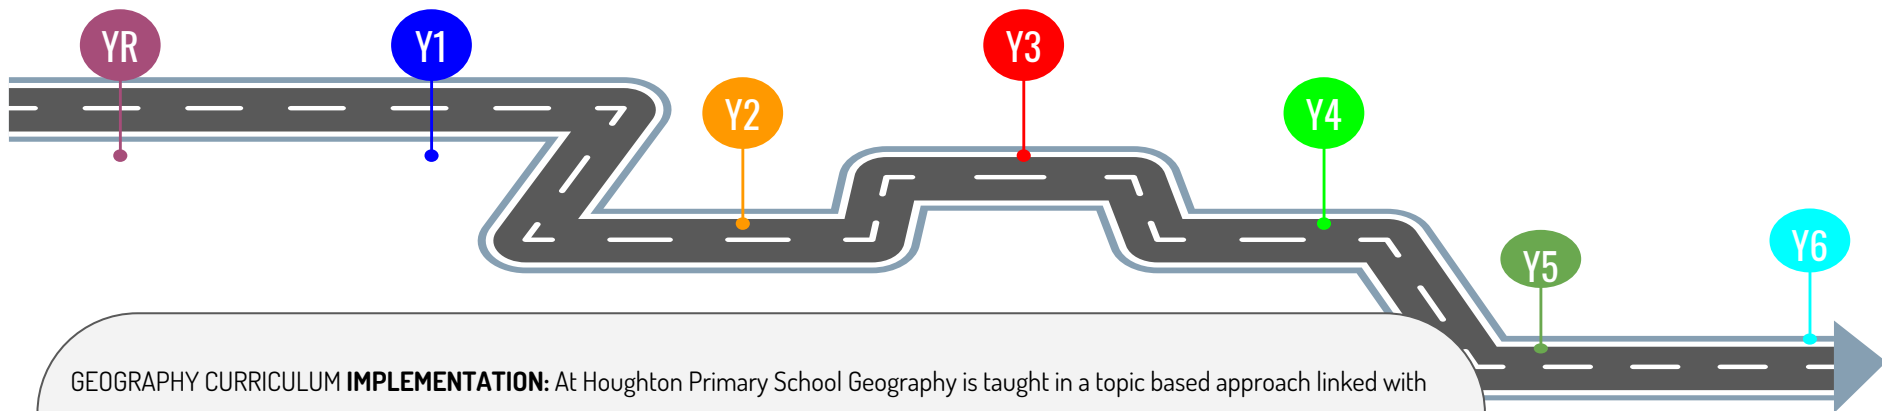 YR
Y1
Y2
Y3
Y4
Y5
Y6
GEOGRAPHY CURRICULUM IMPLEMENTATION: At Houghton Primary School Geography is taught in a topic based approach linked with